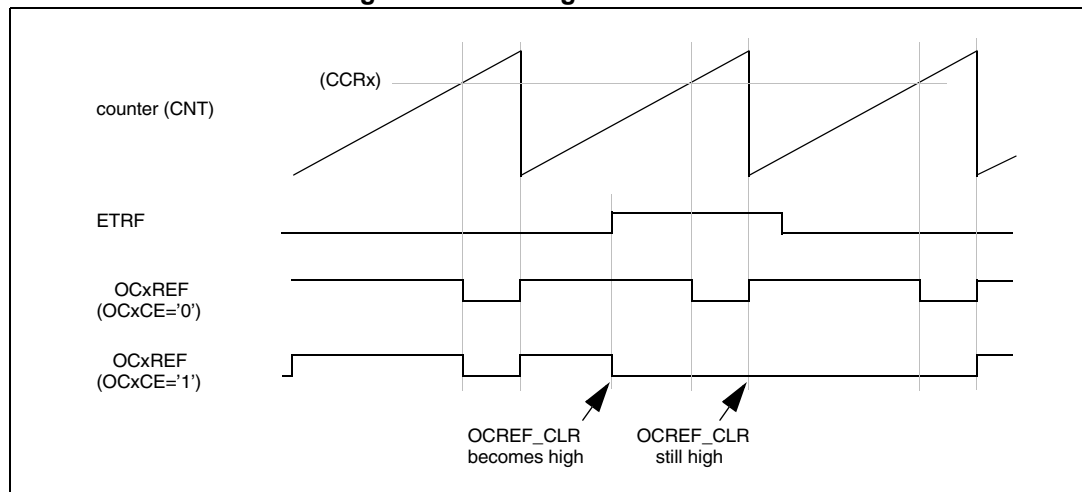 (CCRx)
counter (CNT)
ETRF
OCxREF
(OCxCE='0')
OCxREF
(OCxCE='1')
OCREF_CLR
becomes high
OCREF_CLR
still high